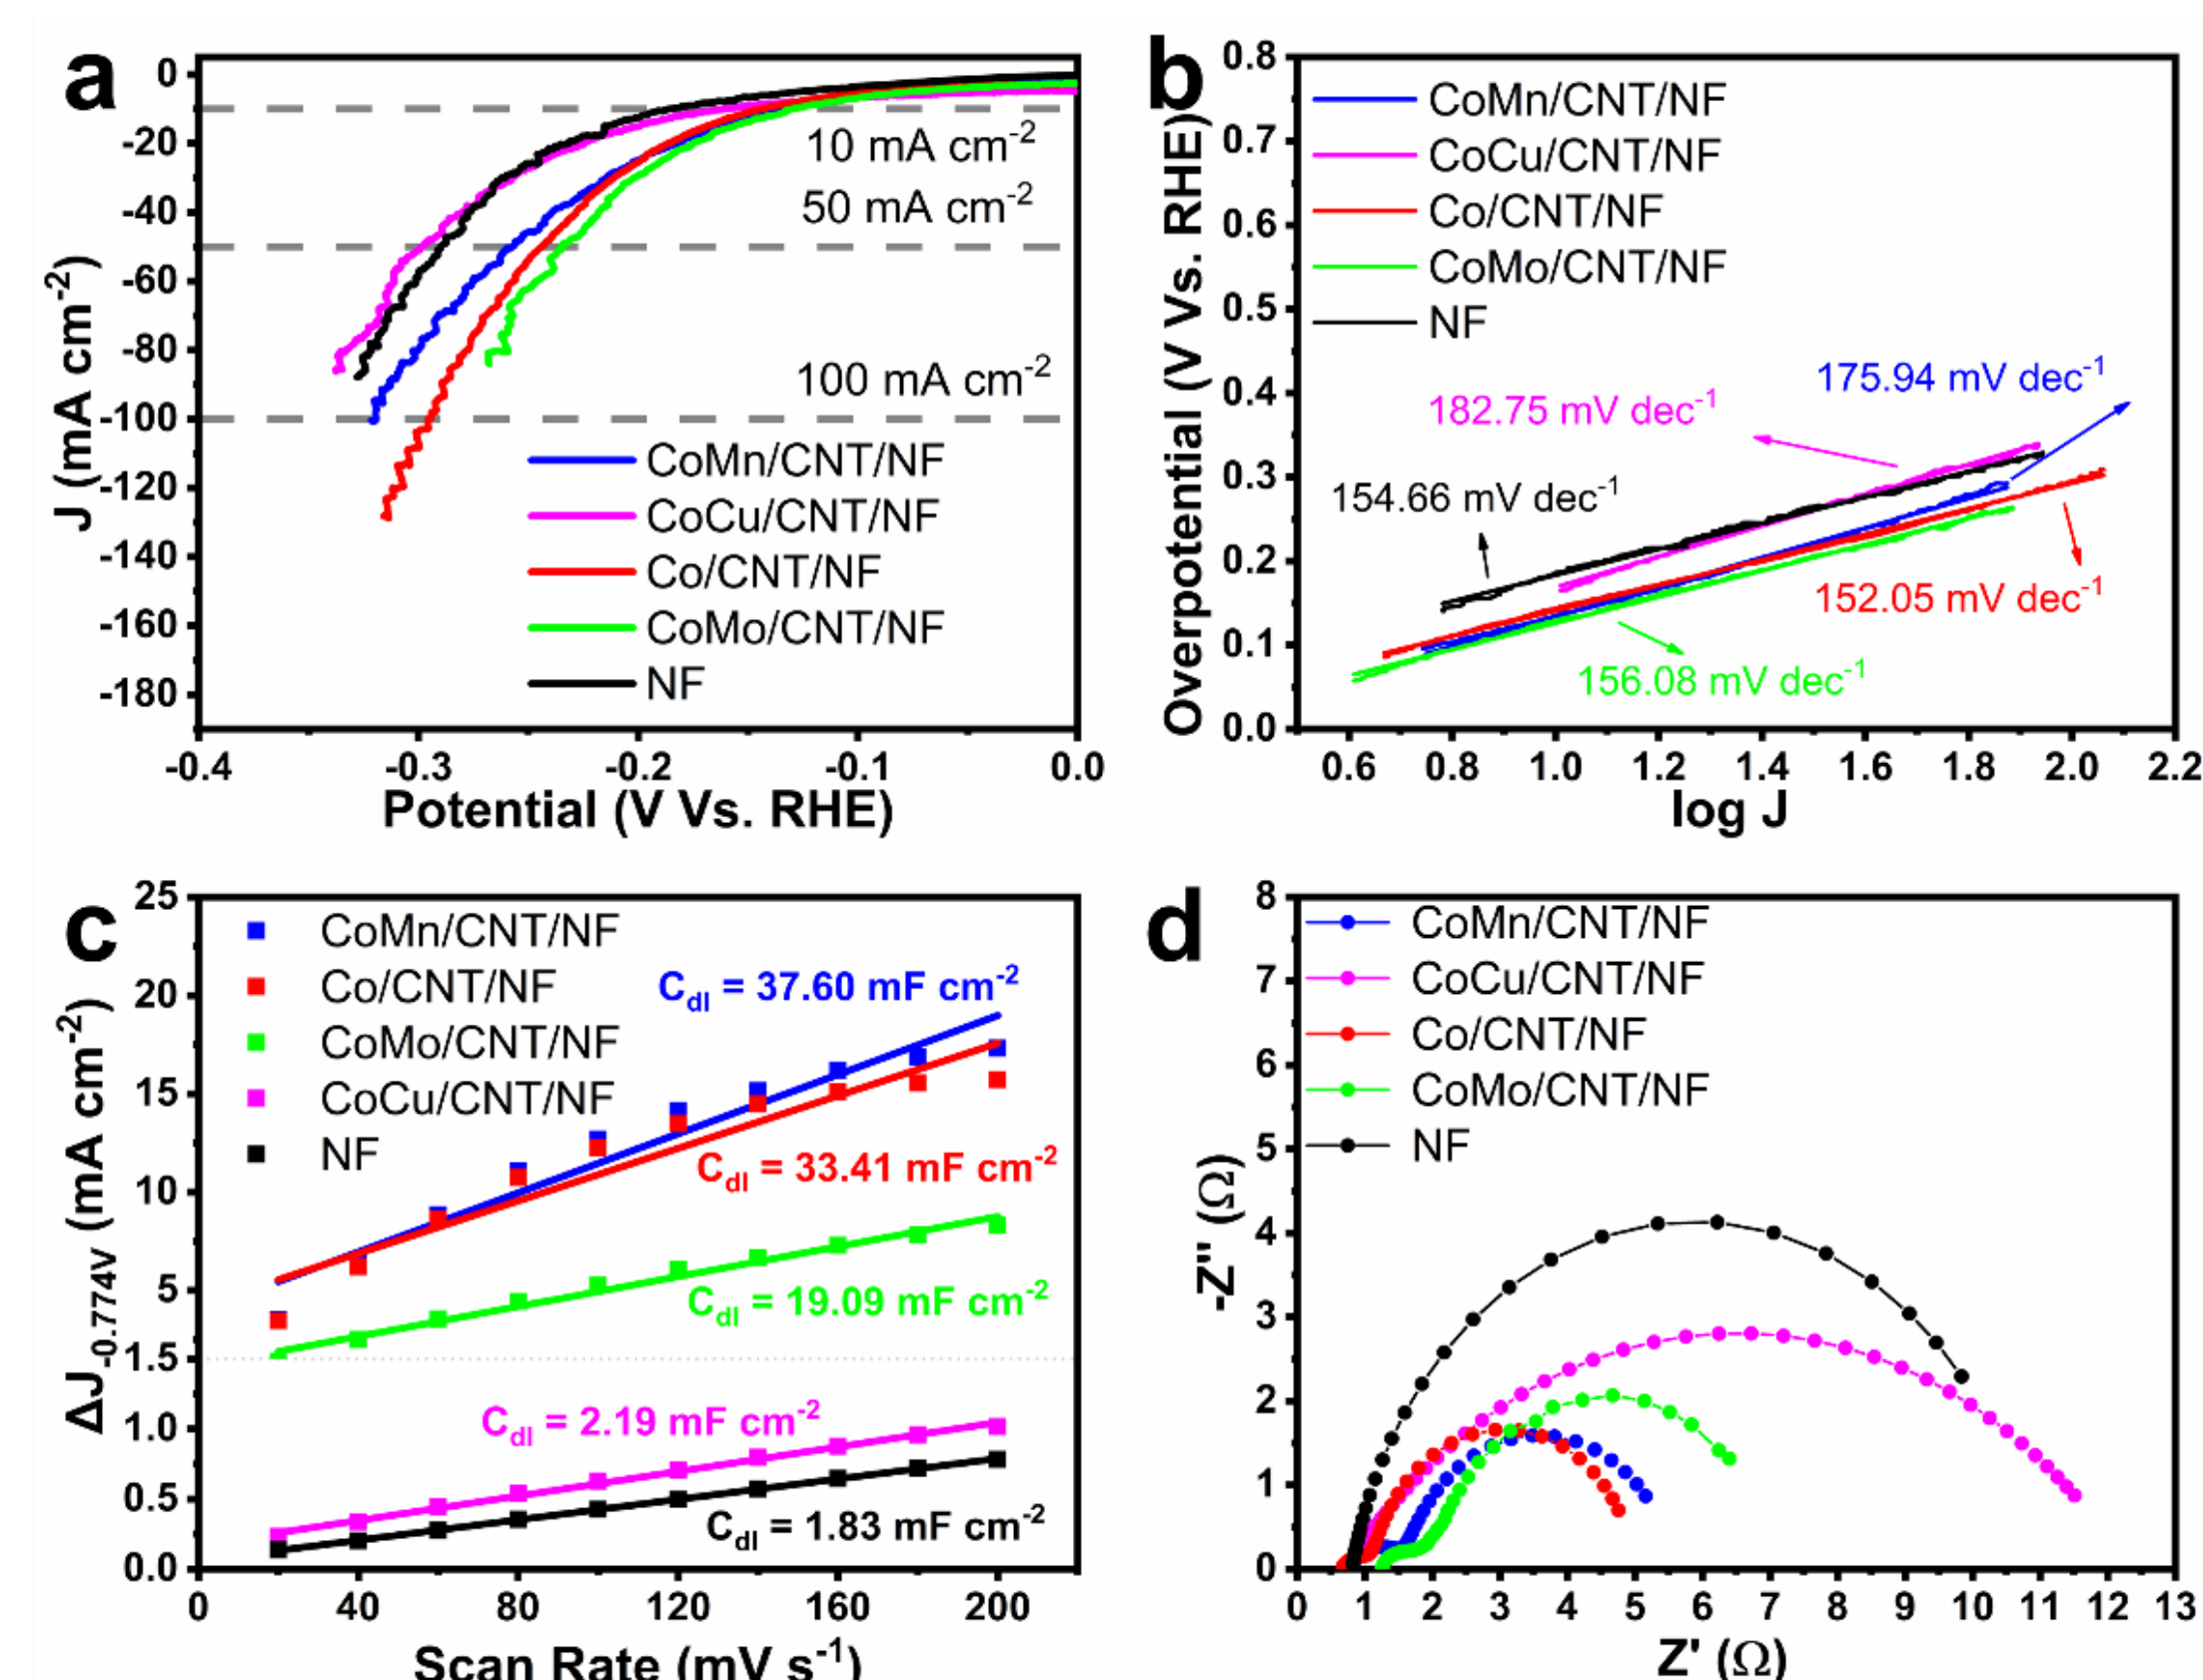 a
0
-20
-40
-60
-80
-100
-120
-140
-160
-180
J (mA cm-2)
10 mA cm-2
50 mA cm-2
100 mA cm-2
CoMn/CNT/NF
CoCu/CNT/NF
Co/CNT/NF
CoMo/CNT/NF
NF
-0.4 -0.3 -0.2 -0.1 0.0
Potential (V Vs. RHE)
b
0.8
0.7
0.6
0.5
0.4
0.3
0.2
0.1
0.0
Overpotential (V Vs. RHE)
CoMn/CNT/NF
CoCu/CNT/NF
Co/CNT/NF
CoMo/CNT/NF
NF
175.94 mV dec-1
182.75 mV dec-1
154.66 mV dec-1
152.05 mV dec-1
156.08 mV dec-1
0.6 0.8 1.0 1.2 1.4 1.6 1.8 2.0 2.2
log J
c
25
20
15
10
5
1.5
1.0
0.5
0.0
ΔJ-0.774V (mA cm-2)
CoMn/CNT/NF
Co/CNT/NF
CoMo/CNT/NF
CoCu/CNT/NF
NF
Cdl = 37.60 mF cm-2
Cdl = 33.41 mF cm-2
Cdl = 19.09 mF cm-2
Cdl = 2.19 mF cm-2
Cdl = 1.83 mF cm-2
0 40 80 120 160 200
Scan Rate (mV s-1)
d
8
7
6
5
4
3
2
1
0
-Z'' (Ω)
CoMn/CNT/NF
CoCu/CNT/NF
Co/CNT/NF
CoMo/CNT/NF
NF
0 1 2 3 4 5 6 7 8 9 10 11 12 13
Z' (Ω)